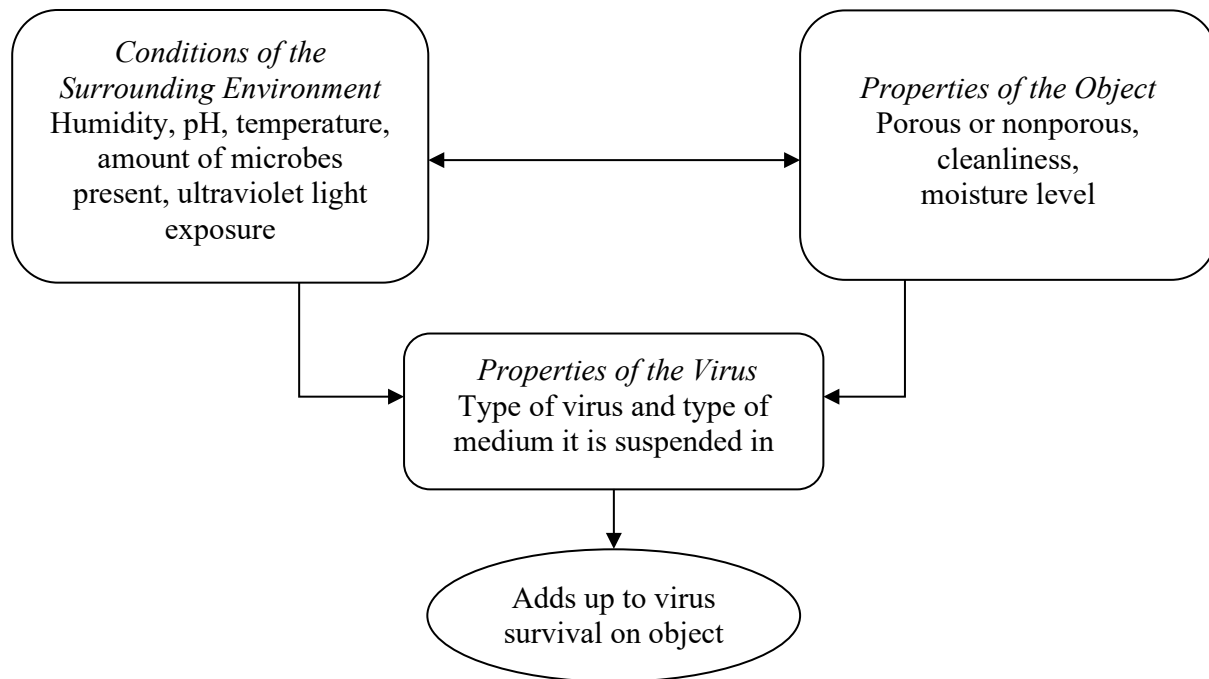 Conditions of the
Surrounding Environment
Humidity, pH, temperature,
amount of microbes
present, ultraviolet light
exposure
Properties of the Object
Porous or nonporous,
cleanliness,
moisture level
Properties of the Virus
Type of virus and type of
medium it is suspended in
Adds up to virus
survival on object